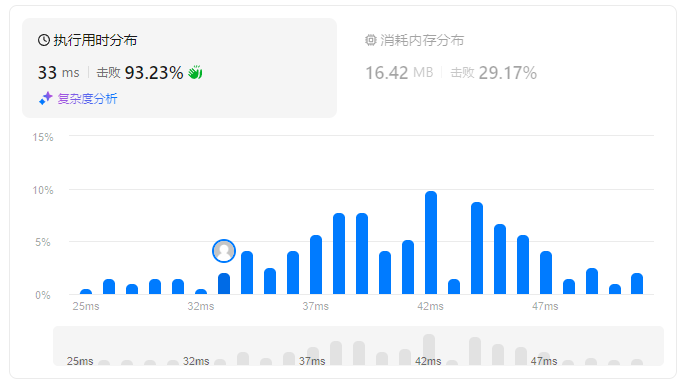 执行用时分布
33 ms 击败 93.23%
复杂度分析
消耗内存分布
16.42 MB 击败 29.17%
15%
10%
5%
0%
25ms 32ms 37ms 42ms 47ms
25ms 32ms 37ms 42ms 47ms